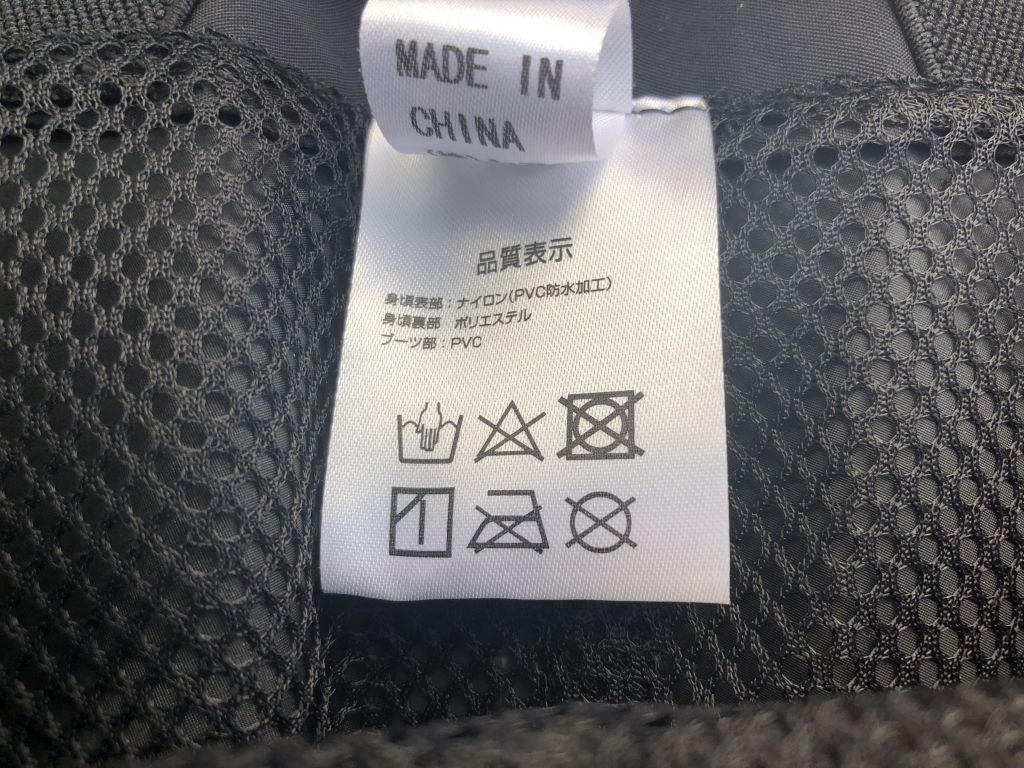 MADE IN
CHINA
品質表示
身頃表部：ナイロン(PVC防水加工)
身頃裏部 ポリエステル
ブーツ部：PVC